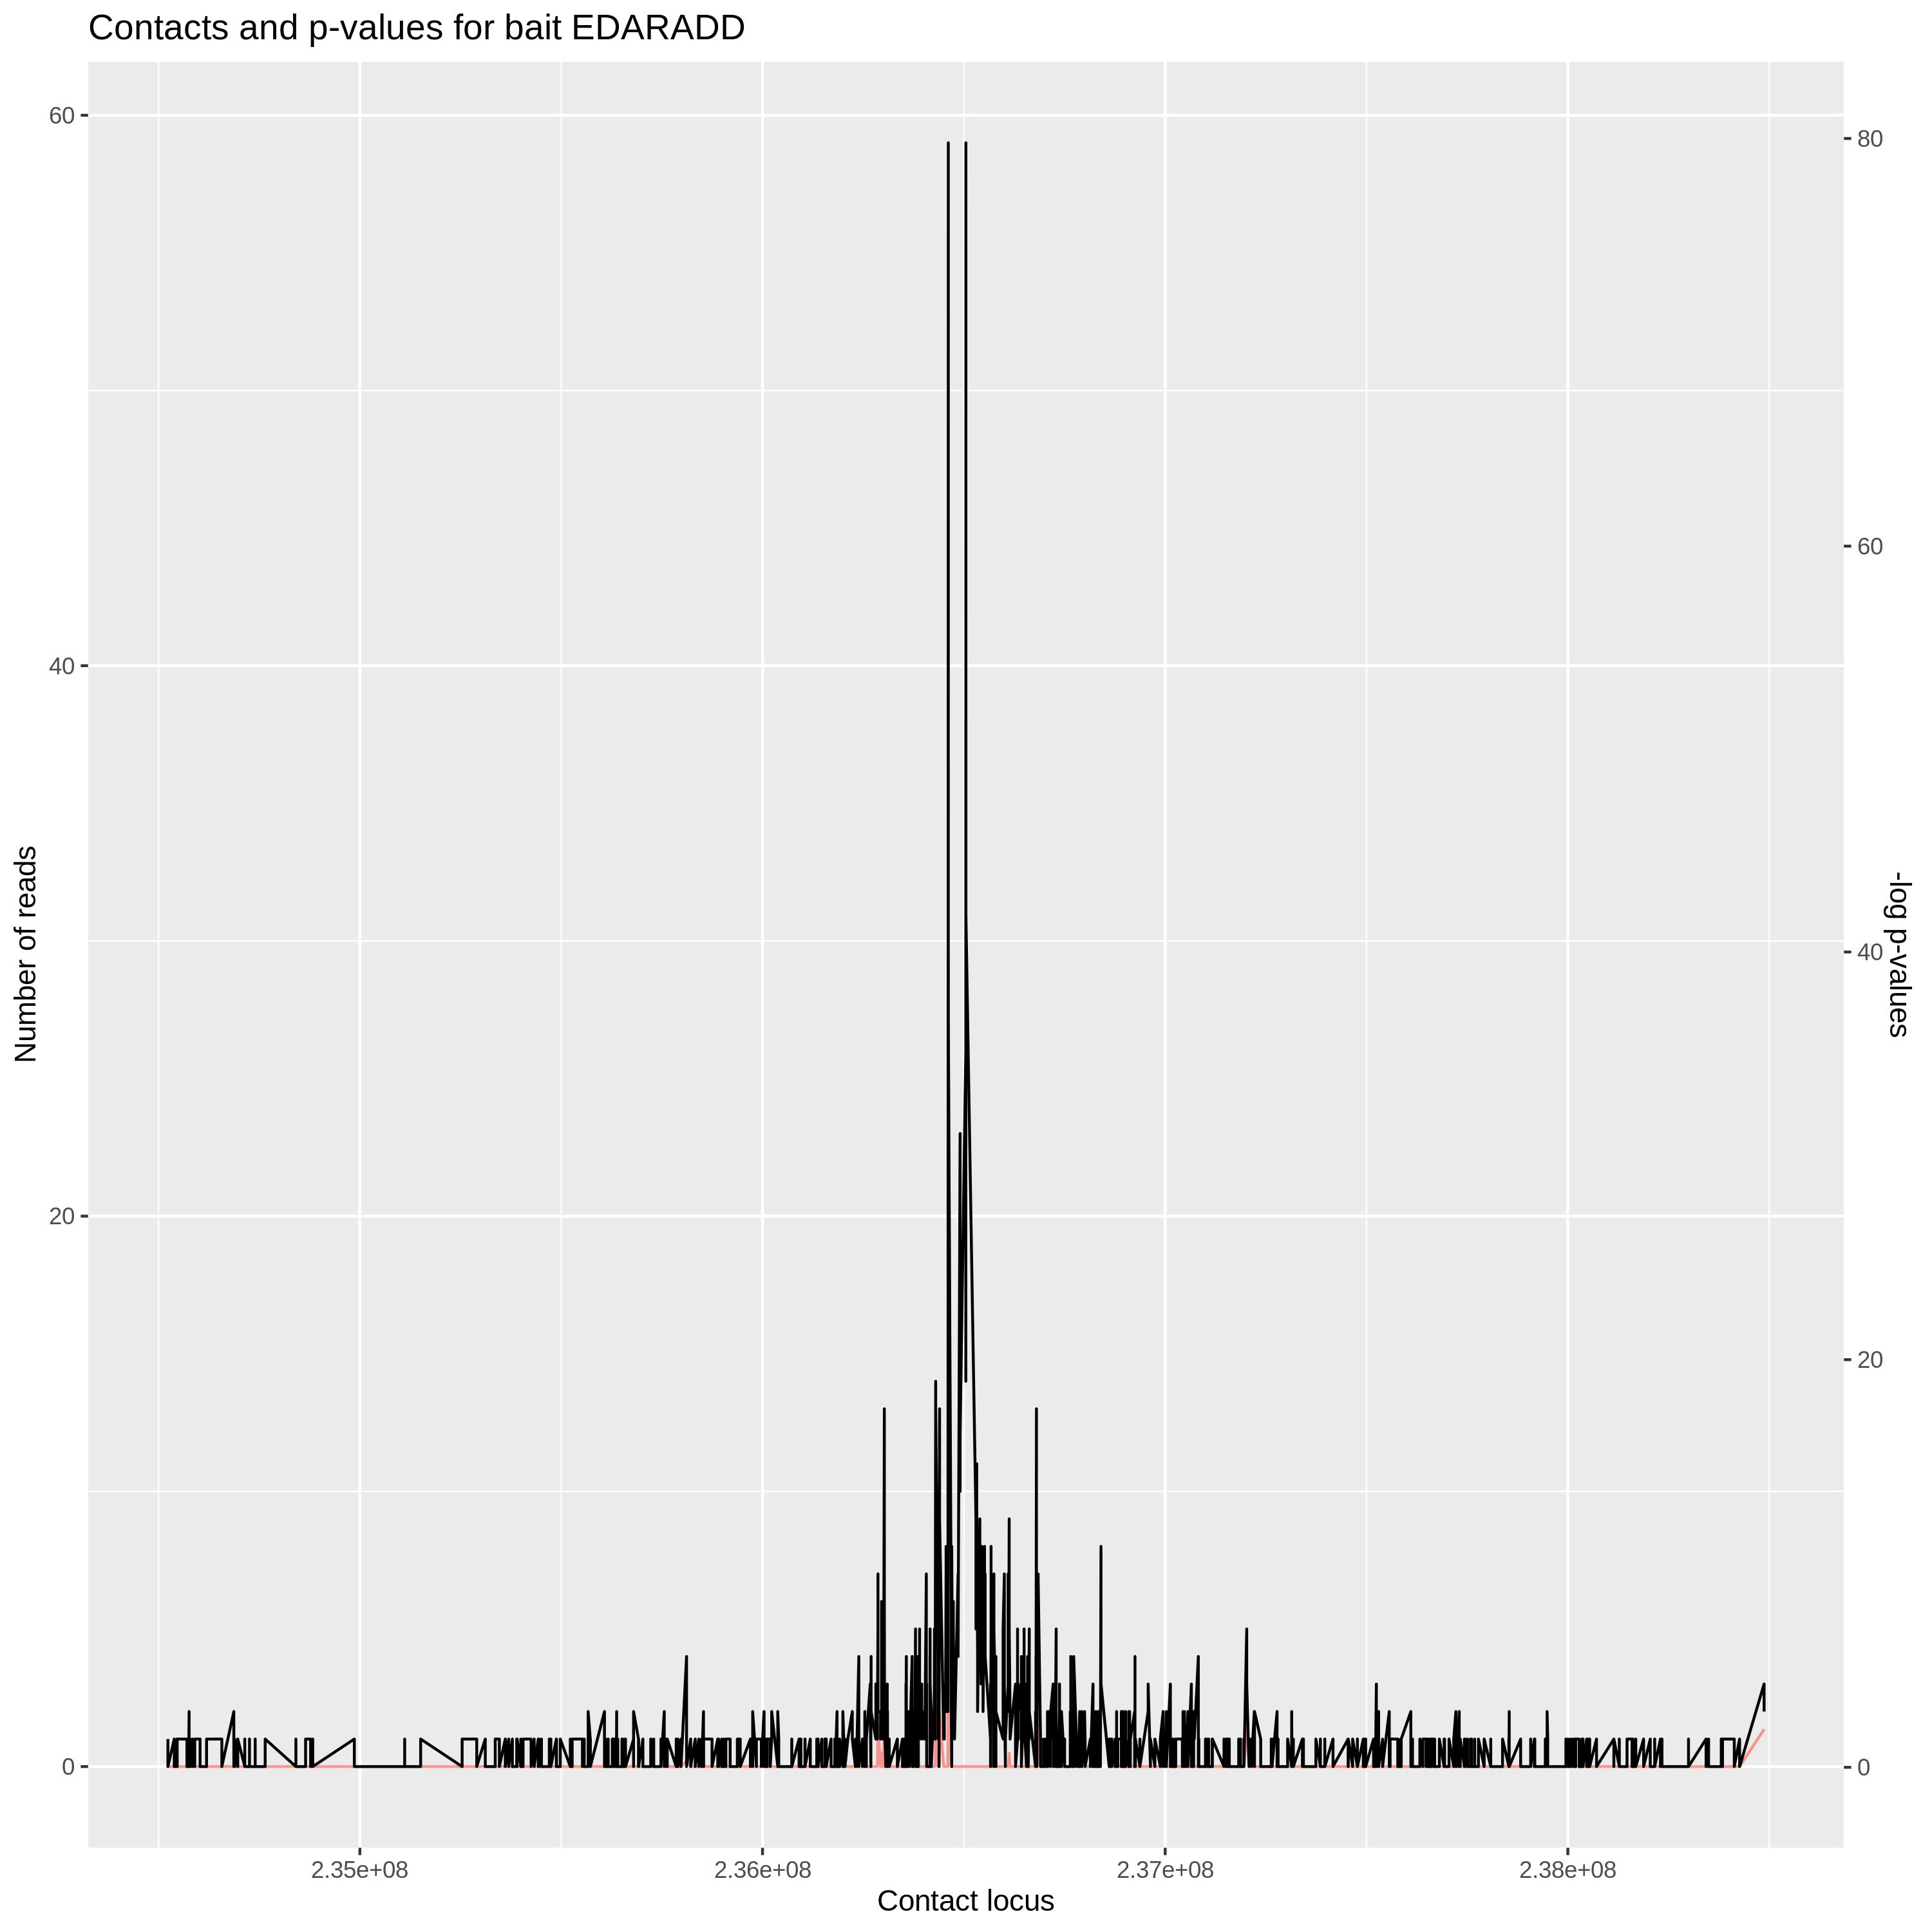 Contacts and p-values for bait EDARADD
60
40
20
0
80
60
40
20
0
Number of reads
-log p-values
2.35e+08
2.36e+08
2.37e+08
2.38e+08
Contact locus